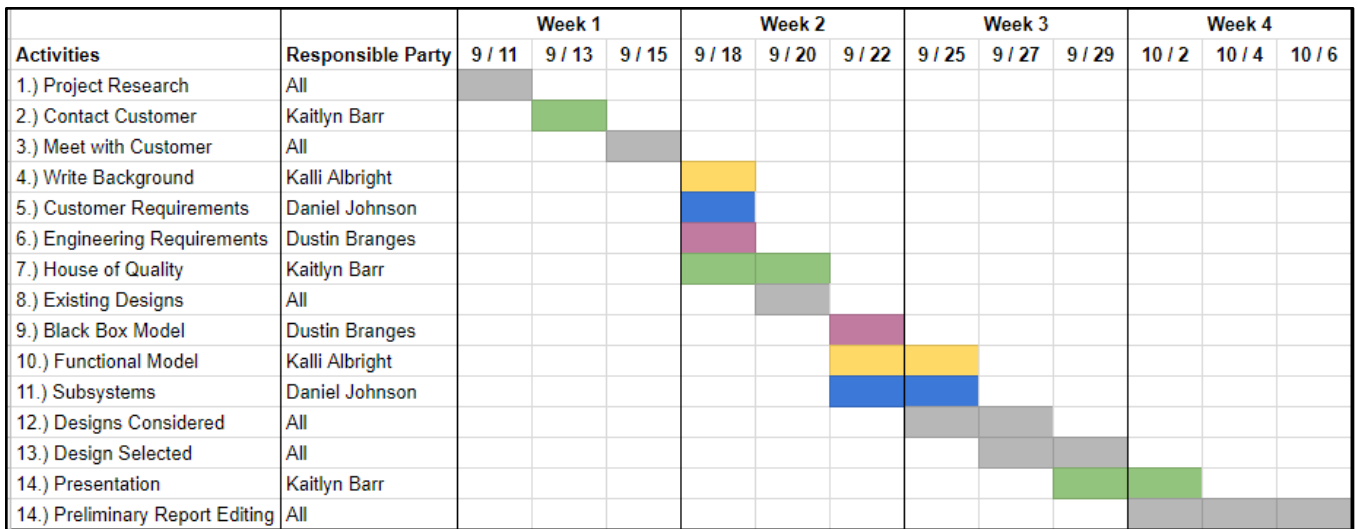 Week 1 Week 2 Week 3 Week 4
Activities Responsible Party 9 / 11 9 / 13 9 / 15 9 / 18 9 / 20 9 / 22 9 / 25 9 / 27 9 / 29 10 / 2 10 / 4 10 / 6
1.) Project Research All
2.) Contact Customer Kaitlyn Barr
3.) Meet with Customer All
4.) Write Background Kalli Albright
5.) Customer Requirements Daniel Johnson
6.) Engineering Requirements Dustin Branges
7.) House of Quality Kaitlyn Barr
8.) Existing Designs All
9.) Black Box Model Dustin Branges
10.) Functional Model Kalli Albright
11.) Subsystems Daniel Johnson
12.) Designs Considered All
13.) Design Selected All
14.) Presentation Kaitlyn Barr
14.) Preliminary Report Editing All